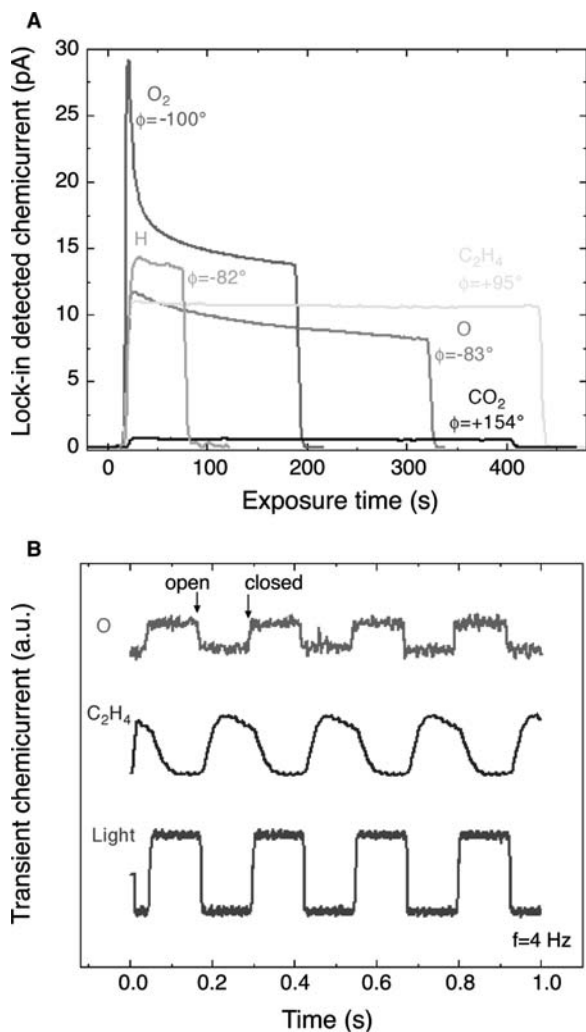 A
Lock-in detected chemicurrent (pA)
30
25
20
15
10
5
0
O₂
ϕ=-100°
H
ϕ=-82°
C₂H₄
ϕ=+95°
O
ϕ=-83°
CO₂
ϕ=+154°
0 100 200 300 400
Exposure time (s)
B
Transient chemicurrent (a.u.)
open closed
O
C₂H₄
Light
f=4 Hz
0.0 0.2 0.4 0.6 0.8 1.0
Time (s)